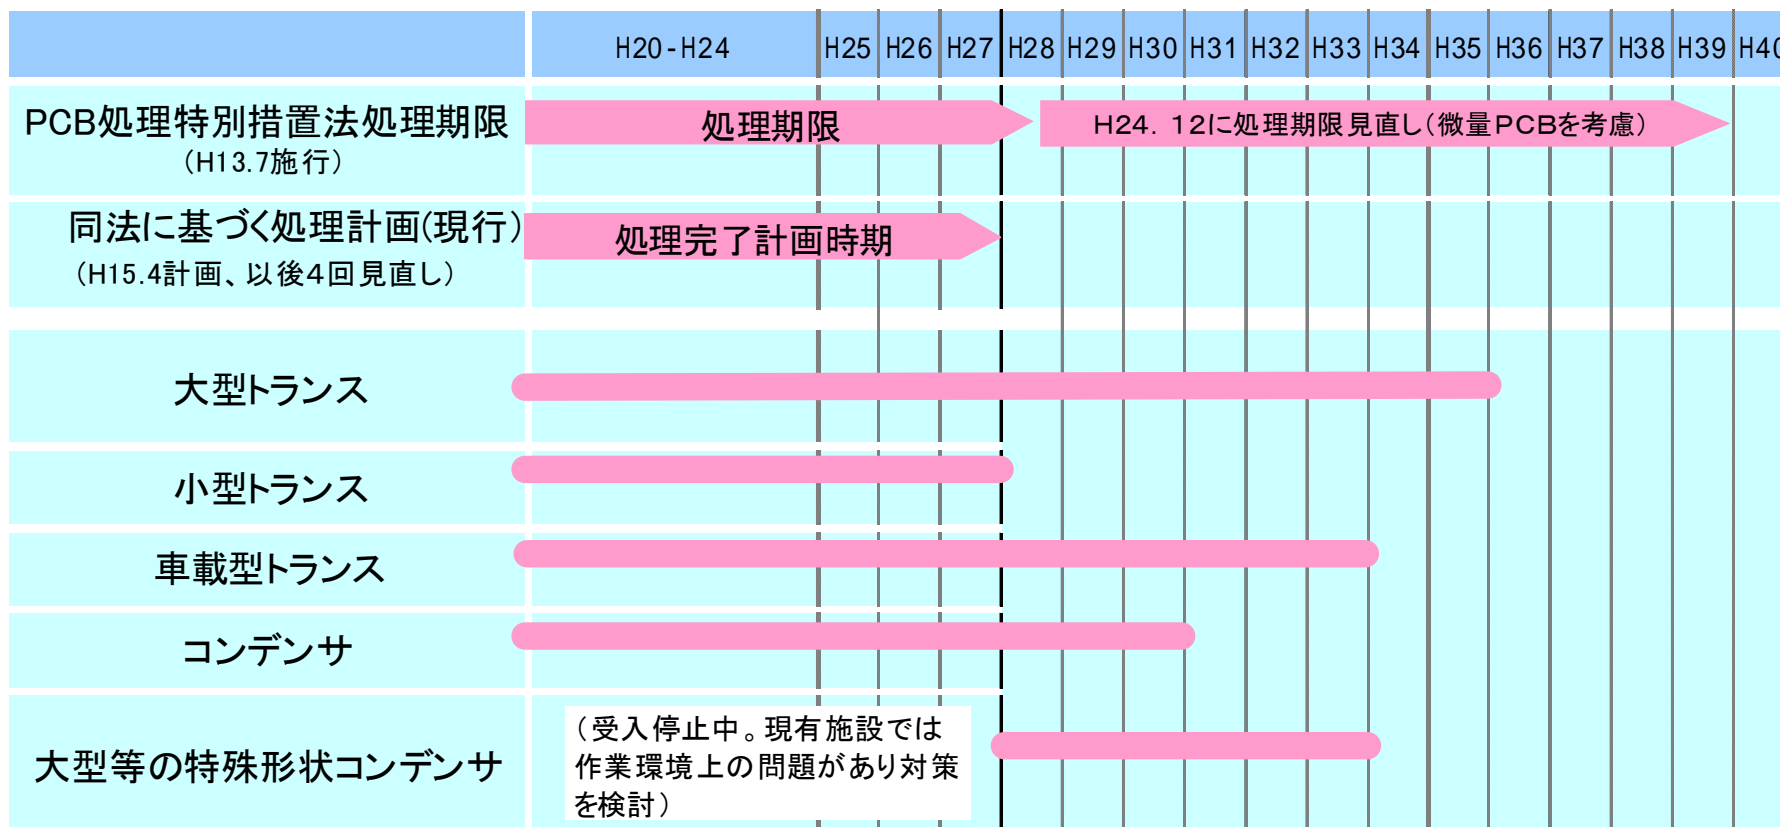 H20-H24 H25 H26 H27 H28 H29 H30 H31 H32 H33 H34 H35 H36 H37 H38 H39 H40
PCB処理特別措置法処理期限
（H13.7施行）
処理期限
H24．12に処理期限見直し（微量PCBを考慮）
同法に基づく処理計画(現行)
（H15.4計画、以後4回見直し）
処理完了計画時期
大型トランス
小型トランス
車載型トランス
コンデンサ
大型等の特殊形状コンデンサ
（受入停止中。現有施設では
作業環境上の問題があり対策
を検討）